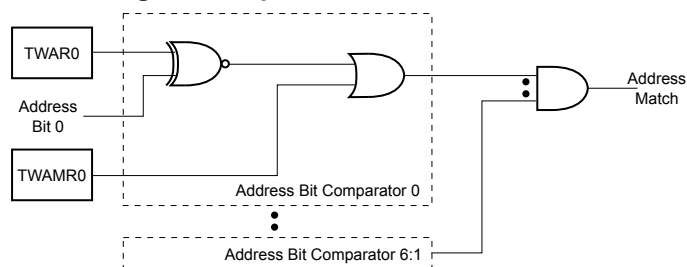 TWAR0
Address
Bit 0
Address
Match
TWAMR0
Address Bit Comparator 0
Address Bit Comparator 6:1